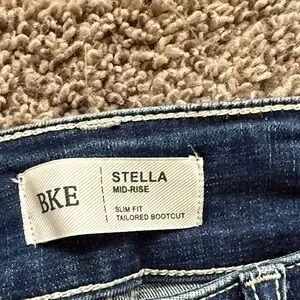 BKE
STELLA
MID-RISE
SLIM FIT
TAILORED BOOTCUT